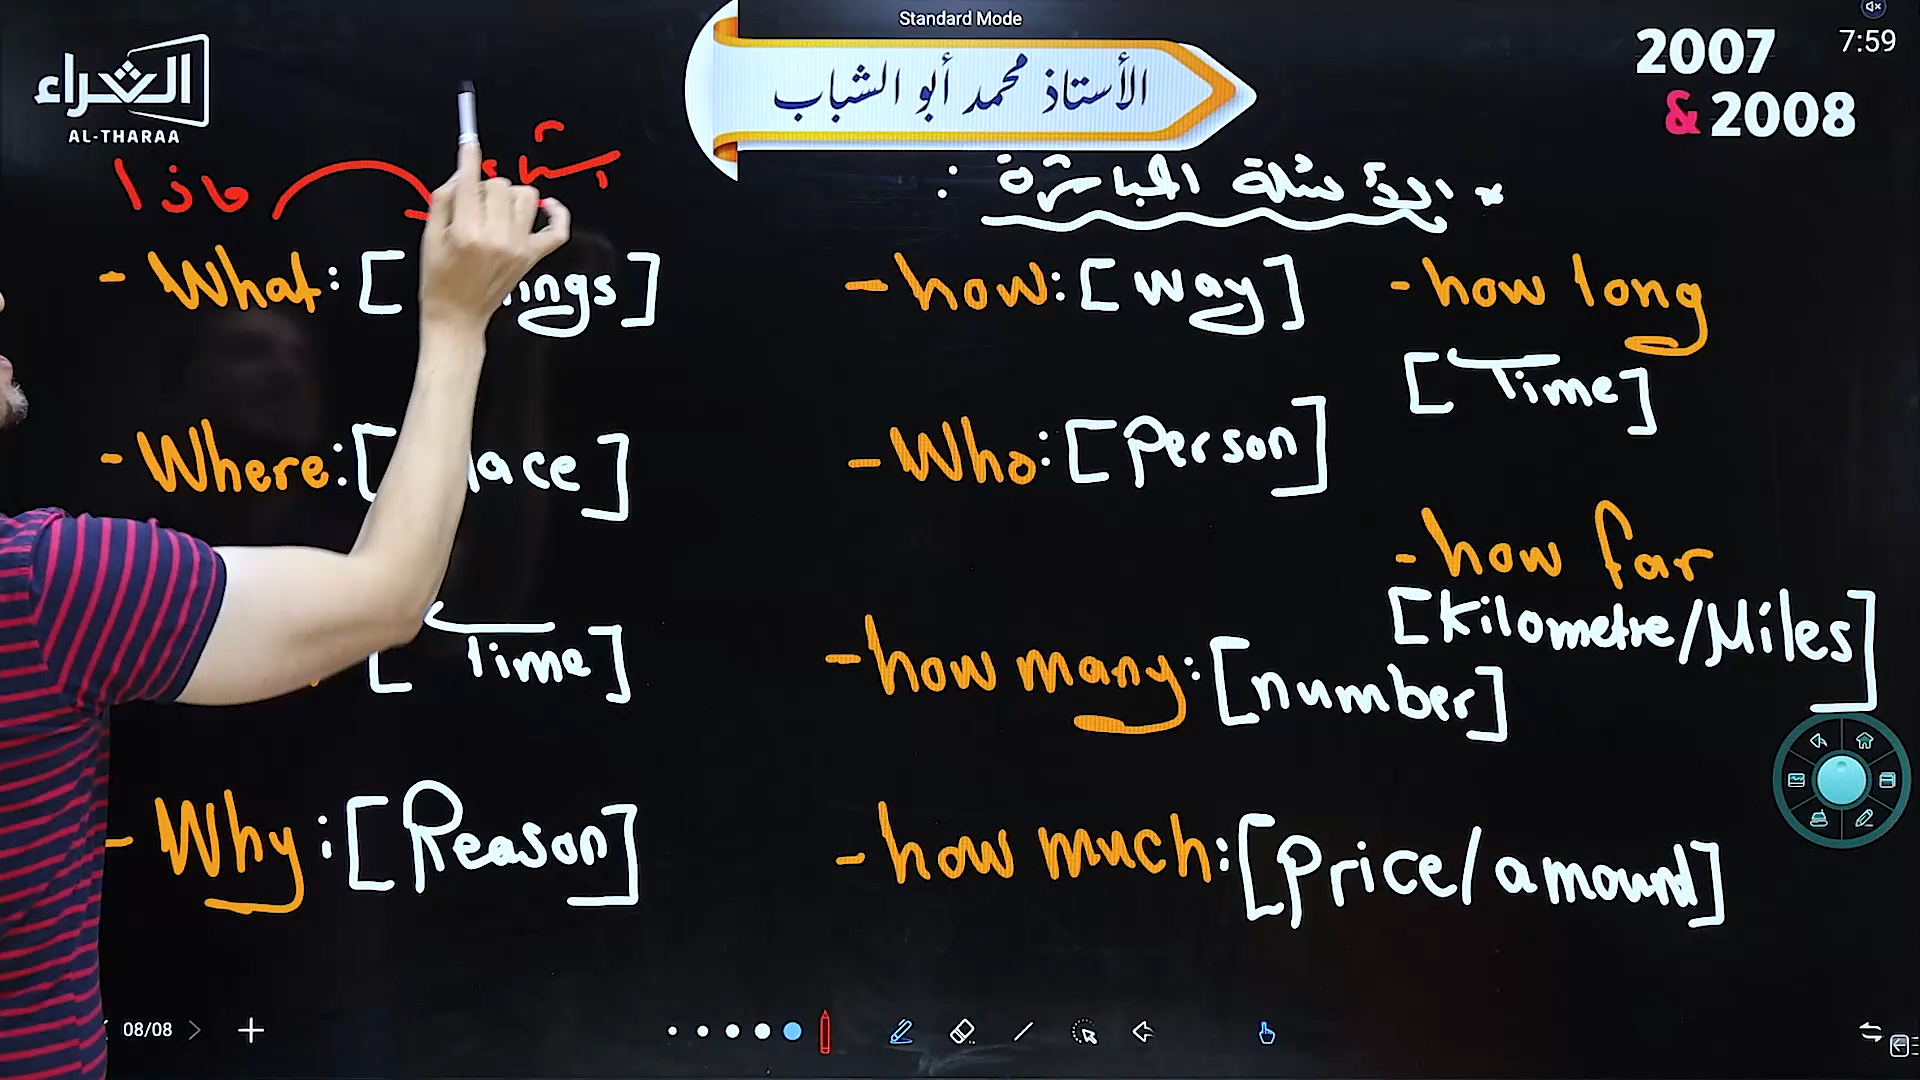 Standard Mode
7:59
2007
& 2008
الثراء
AL-THARAA
الأستاذ محمد أبو الشباب
* الأسئلة المباشرة :
ماذا
- What: [ ings]
- Where: [ lace]
[Time]
- Why: [Reason]
- how: [way]
- Who: [person]
- how many: [number]
- how much: [price/amount]
- how long
[Time]
- how far
[Kilometre/Miles]
08/08